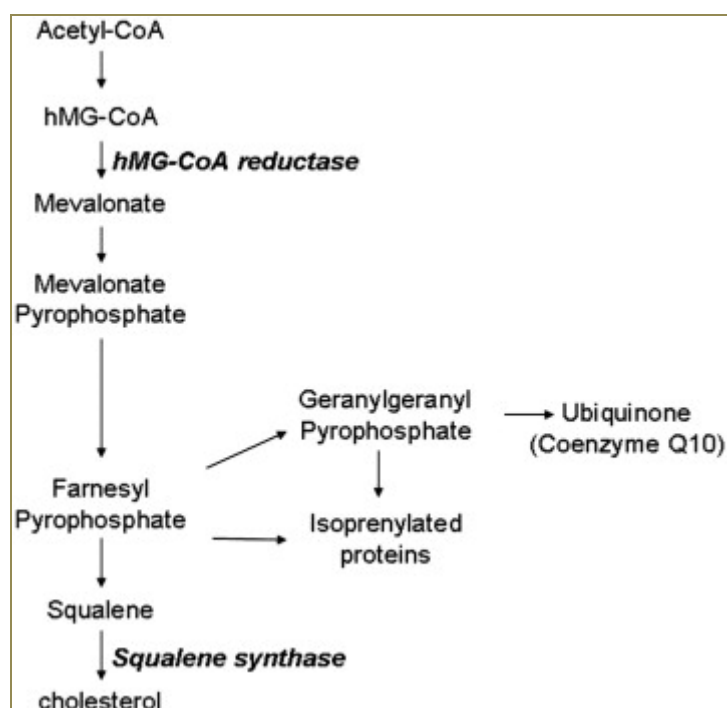 Acetyl-CoA
hMG-CoA
hMG-CoA reductase
Mevalonate
Mevalonate
Pyrophosphate
Geranylgeranyl
Pyrophosphate
Ubiquinone
(Coenzyme Q10)
Farnesyl
Pyrophosphate
Isoprenylated
proteins
Squalene
Squalene synthase
cholesterol